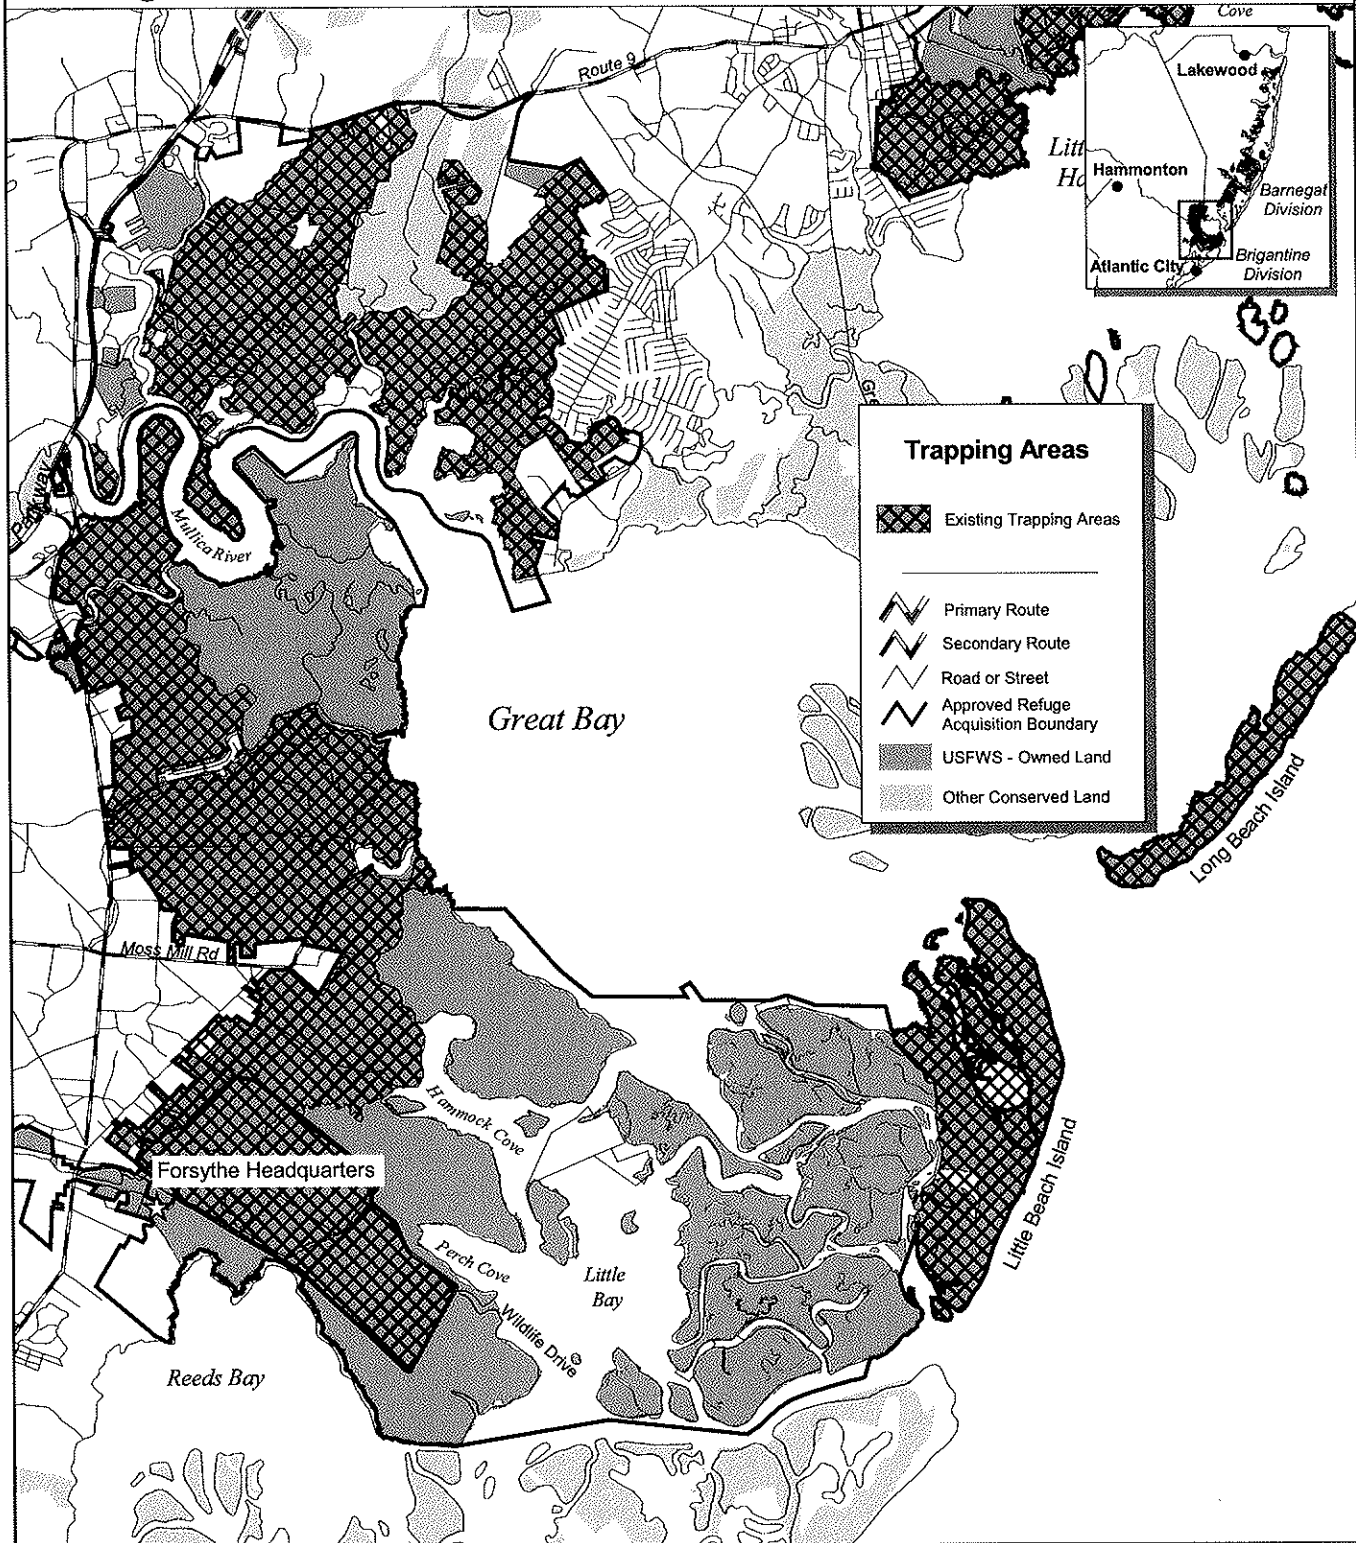 Cove
Route 9
Lakewood
Hammonton
Barnegat
Division
Brigantine
Division
Atlantic City
Trapping Areas
Existing Trapping Areas
Primary Route
Secondary Route
Road or Street
Approved Refuge
Acquisition Boundary
USFWS - Owned Land
Other Conserved Land
Parkway
Mullica River
Great Bay
Long Beach Island
Moss Mill Rd
Hammock Cove
Forsythe Headquarters
Little Beach Island
Perch Cove
Little
Bay
Wildlife Drive
Reeds Bay